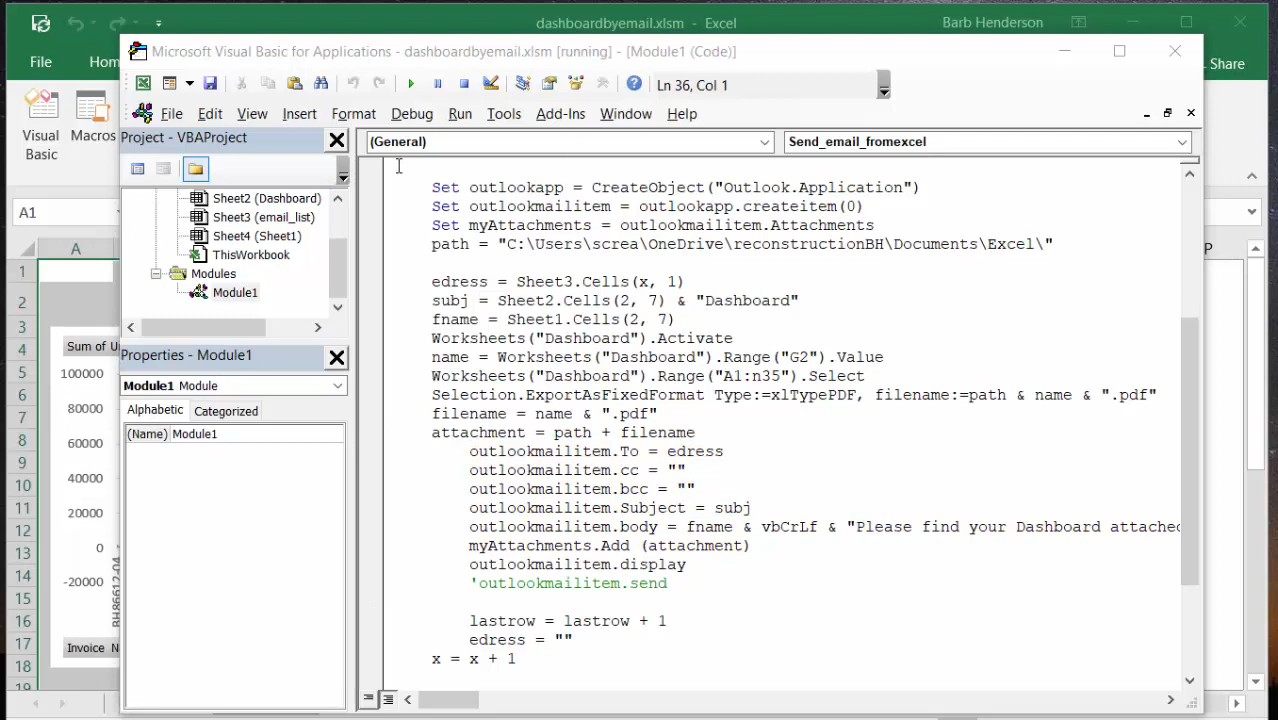 dashboardbyemail.xlsm - Excel
Barb Henderson
Microsoft Visual Basic for Applications - dashboardbyemail.xlsm [running] - [Module1 (Code)]
File
Share
Ln 36, Col 1
Visual Basic
Macros
File Edit View Insert Format Debug Run Tools Add-Ins Window Help
Project - VBAProject
(General)
Send_email_fromexcel
A1
Sheet2 (Dashboard)
Sheet3 (email_list)
Sheet4 (Sheet1)
ThisWorkbook
Modules
Module1
Properties - Module1
Module1 Module
Alphabetic Categorized
(Name) Module1
Set outlookapp = CreateObject("Outlook.Application")
Set outlookmailitem = outlookapp.createitem(0)
Set myAttachments = outlookmailitem.Attachments
path = "C:\Users\screa\OneDrive\reconstructionBH\Documents\Excel\"
edress = Sheet3.Cells(x, 1)
subj = Sheet2.Cells(2, 7) & "Dashboard"
fname = Sheet1.Cells(2, 7)
Worksheets("Dashboard").Activate
name = Worksheets("Dashboard").Range("G2").Value
Worksheets("Dashboard").Range("A1:n35").Select
Selection.ExportAsFixedFormat Type:=xlTypePDF, filename:=path & name & ".pdf"
filename = name & ".pdf"
attachment = path + filename
outlookmailitem.To = edress
outlookmailitem.cc = ""
outlookmailitem.bcc = ""
outlookmailitem.Subject = subj
outlookmailitem.body = fname & vbCrLf & "Please find your Dashboard attached
myAttachments.Add (attachment)
outlookmailitem.display
'outlookmailitem.send
lastrow = lastrow + 1
edress = ""
x = x + 1
A
P
1
2
3
4
5
6
7
8
9
10
11
12
13
14
15
16
17
18
19
100000
80000
60000
40000
20000
0
-20000
Invoice N